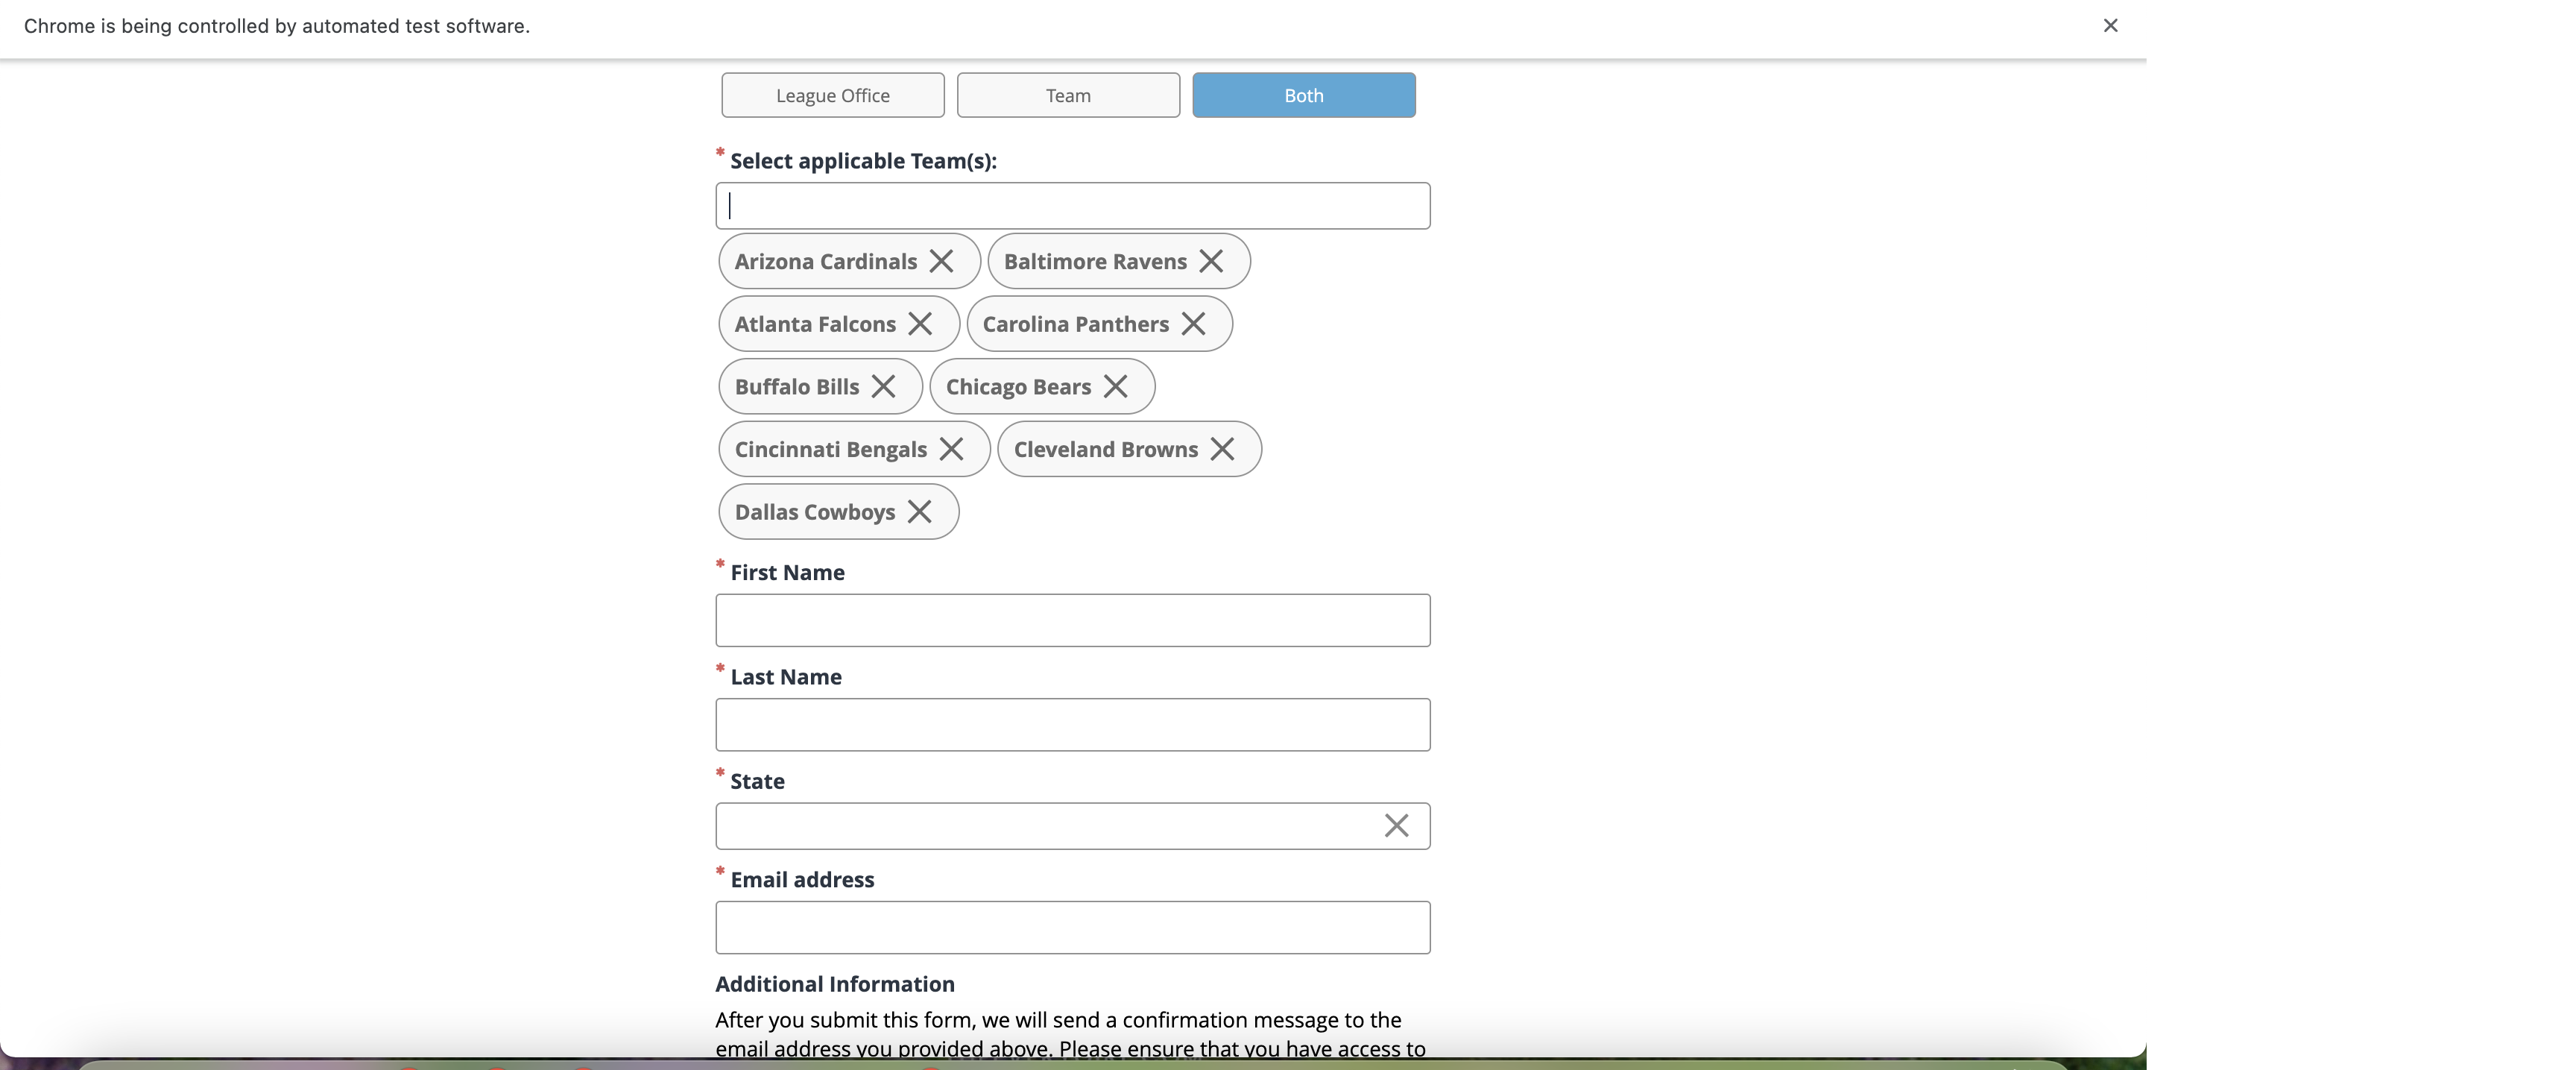 Chrome is being controlled by automated test software.
League Office Team Both
* Select applicable Team(s):
Arizona Cardinals Baltimore Ravens
Atlanta Falcons Carolina Panthers
Buffalo Bills Chicago Bears
Cincinnati Bengals Cleveland Browns
Dallas Cowboys
* First Name
* Last Name
* State
* Email address
Additional Information
After you submit this form, we will send a confirmation message to the
email address you provided above. Please ensure that you have access to